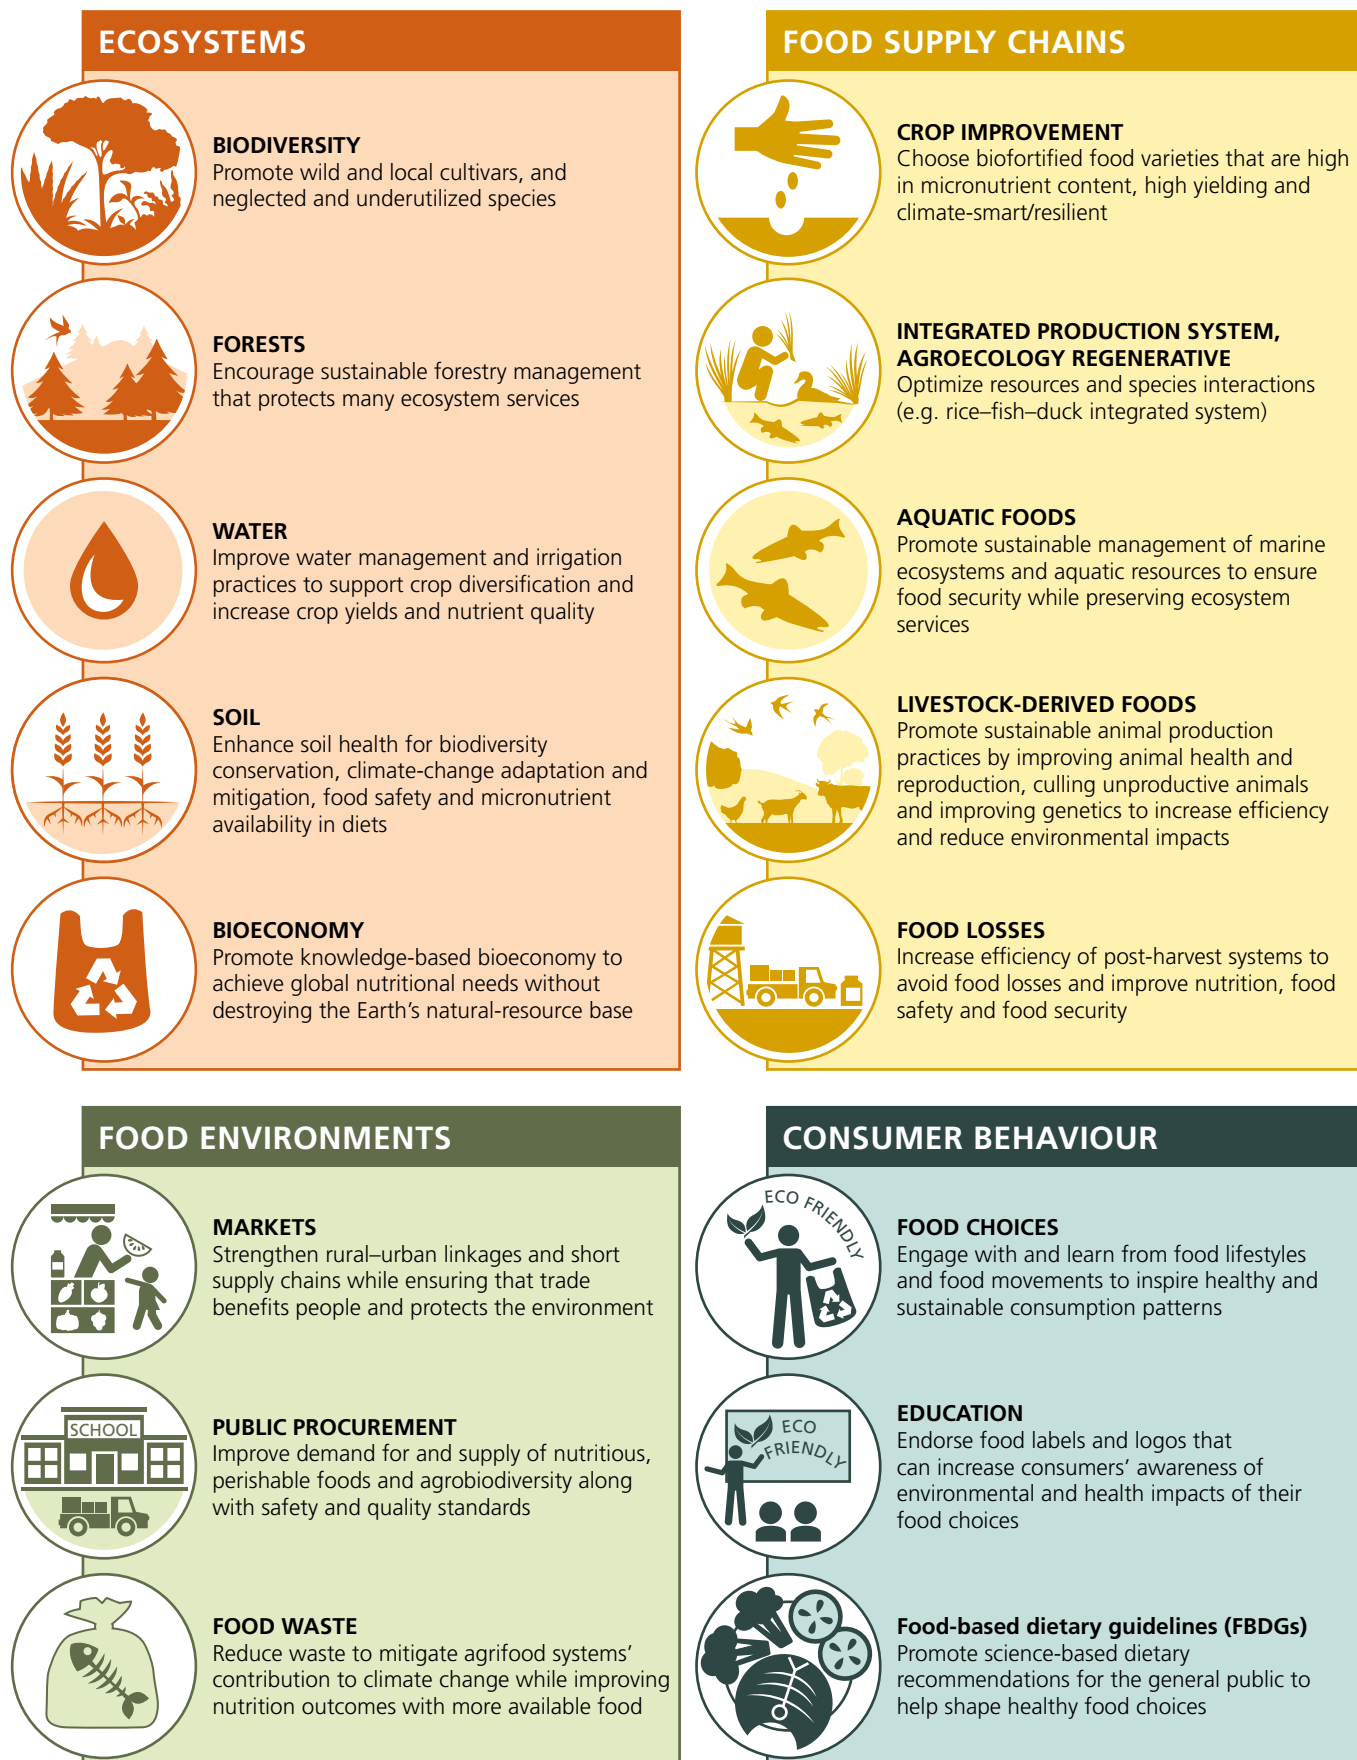 ECOSYSTEMS
BIODIVERSITY
Promote wild and local cultivars, and
neglected and underutilized species
FORESTS
Encourage sustainable forestry management
that protects many ecosystem services
WATER
Improve water management and irrigation
practices to support crop diversification and
increase crop yields and nutrient quality
SOIL
Enhance soil health for biodiversity
conservation, climate-change adaptation and
mitigation, food safety and micronutrient
availability in diets
BIOECONOMY
Promote knowledge-based bioeconomy to
achieve global nutritional needs without
destroying the Earth’s natural-resource base
FOOD SUPPLY CHAINS
CROP IMPROVEMENT
Choose biofortified food varieties that are high
in micronutrient content, high yielding and
climate-smart/resilient
INTEGRATED PRODUCTION SYSTEM,
AGROECOLOGY REGENERATIVE
Optimize resources and species interactions
(e.g. rice–fish–duck integrated system)
AQUATIC FOODS
Promote sustainable management of marine
ecosystems and aquatic resources to ensure
food security while preserving ecosystem
services
LIVESTOCK-DERIVED FOODS
Promote sustainable animal production
practices by improving animal health and
reproduction, culling unproductive animals
and improving genetics to increase efficiency
and reduce environmental impacts
FOOD LOSSES
Increase efficiency of post-harvest systems to
avoid food losses and improve nutrition, food
safety and food security
FOOD ENVIRONMENTS
MARKETS
Strengthen rural–urban linkages and short
supply chains while ensuring that trade
benefits people and protects the environment
SCHOOL
PUBLIC PROCUREMENT
Improve demand for and supply of nutritious,
perishable foods and agrobiodiversity along
with safety and quality standards
FOOD WASTE
Reduce waste to mitigate agrifood systems’
contribution to climate change while improving
nutrition outcomes with more available food
CONSUMER BEHAVIOUR
ECO FRIENDLY
FOOD CHOICES
Engage with and learn from food lifestyles
and food movements to inspire healthy and
sustainable consumption patterns
ECO
FRIENDLY
EDUCATION
Endorse food labels and logos that
can increase consumers’ awareness of
environmental and health impacts of their
food choices
Food-based dietary guidelines (FBDGs)
Promote science-based dietary
recommendations for the general public to
help shape healthy food choices